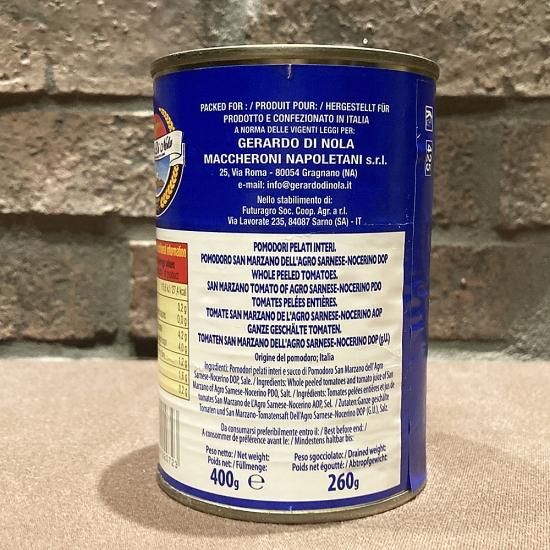 PACKED FOR : / PRODUIT POUR: / HERGESTELLT FÜR
PRODOTTO E CONFEZIONATO IN ITALIA
A NORMA DELLE VIGENTI LEGGI PER:
GERARDO DI NOLA
MACCHERONI NAPOLETANI s.r.l.
25, Via Roma - 80054 Gragnano (NA)
e-mail: info@gerardodinola.it
Nello stabilimento di:
Futuragro Soc. Coop. Agr. a r.l.
Via Lavorate 235, 84087 Sarno (SA) - IT
POMODORI PELATI INTERI.
POMODORO SAN MARZANO DELL'AGRO SARNESE-NOCERINO DOP
WHOLE PEELED TOMATOES.
SAN MARZANO TOMATO OF AGRO SARNESE-NOCERINO PDO
TOMATES PELÉES ENTIÈRES.
TOMATE SAN MARZANO DE L'AGRO SARNESE-NOCERINO AOP
GANZE GESCHÄLTE TOMATEN.
TOMATEN SAN MARZANO DELL'AGRO SARNESE-NOCERINO DOP (g.U.)
Origine del pomodoro; Italia
Ingredienti: Pomodori pelati interi e succo di Pomodoro San Marzano dell'Agro
Sarnese-Nocerino DOP, Sale. / Ingredients: Whole peeled tomatoes and tomato juice of San
Marzano of Agro Sarnese-Nocerino PDO, Salt. / Ingrédients: Tomates pelées entières et jus de
tomates San Marzano de L'Agro Sarnese-Nocerino AOP, Sel. / Zutaten: Ganze geschälte
Tomaten und San Marzano-Tomatensaft Dell'Agro Sarnese-Nocerino DOP (G.U.), Salz.
Da consumarsi preferibilmente entro il: / Best before end: /
A consommer de préférence avant le: / Mindestens haltbar bis:
Peso netto: / Net weight:
Poids net: / Füllmenge:
400g ℮
Peso sgocciolato: / Drained weight:
Poids net égoutté: / Abtropfgewicht:
260g
425
information